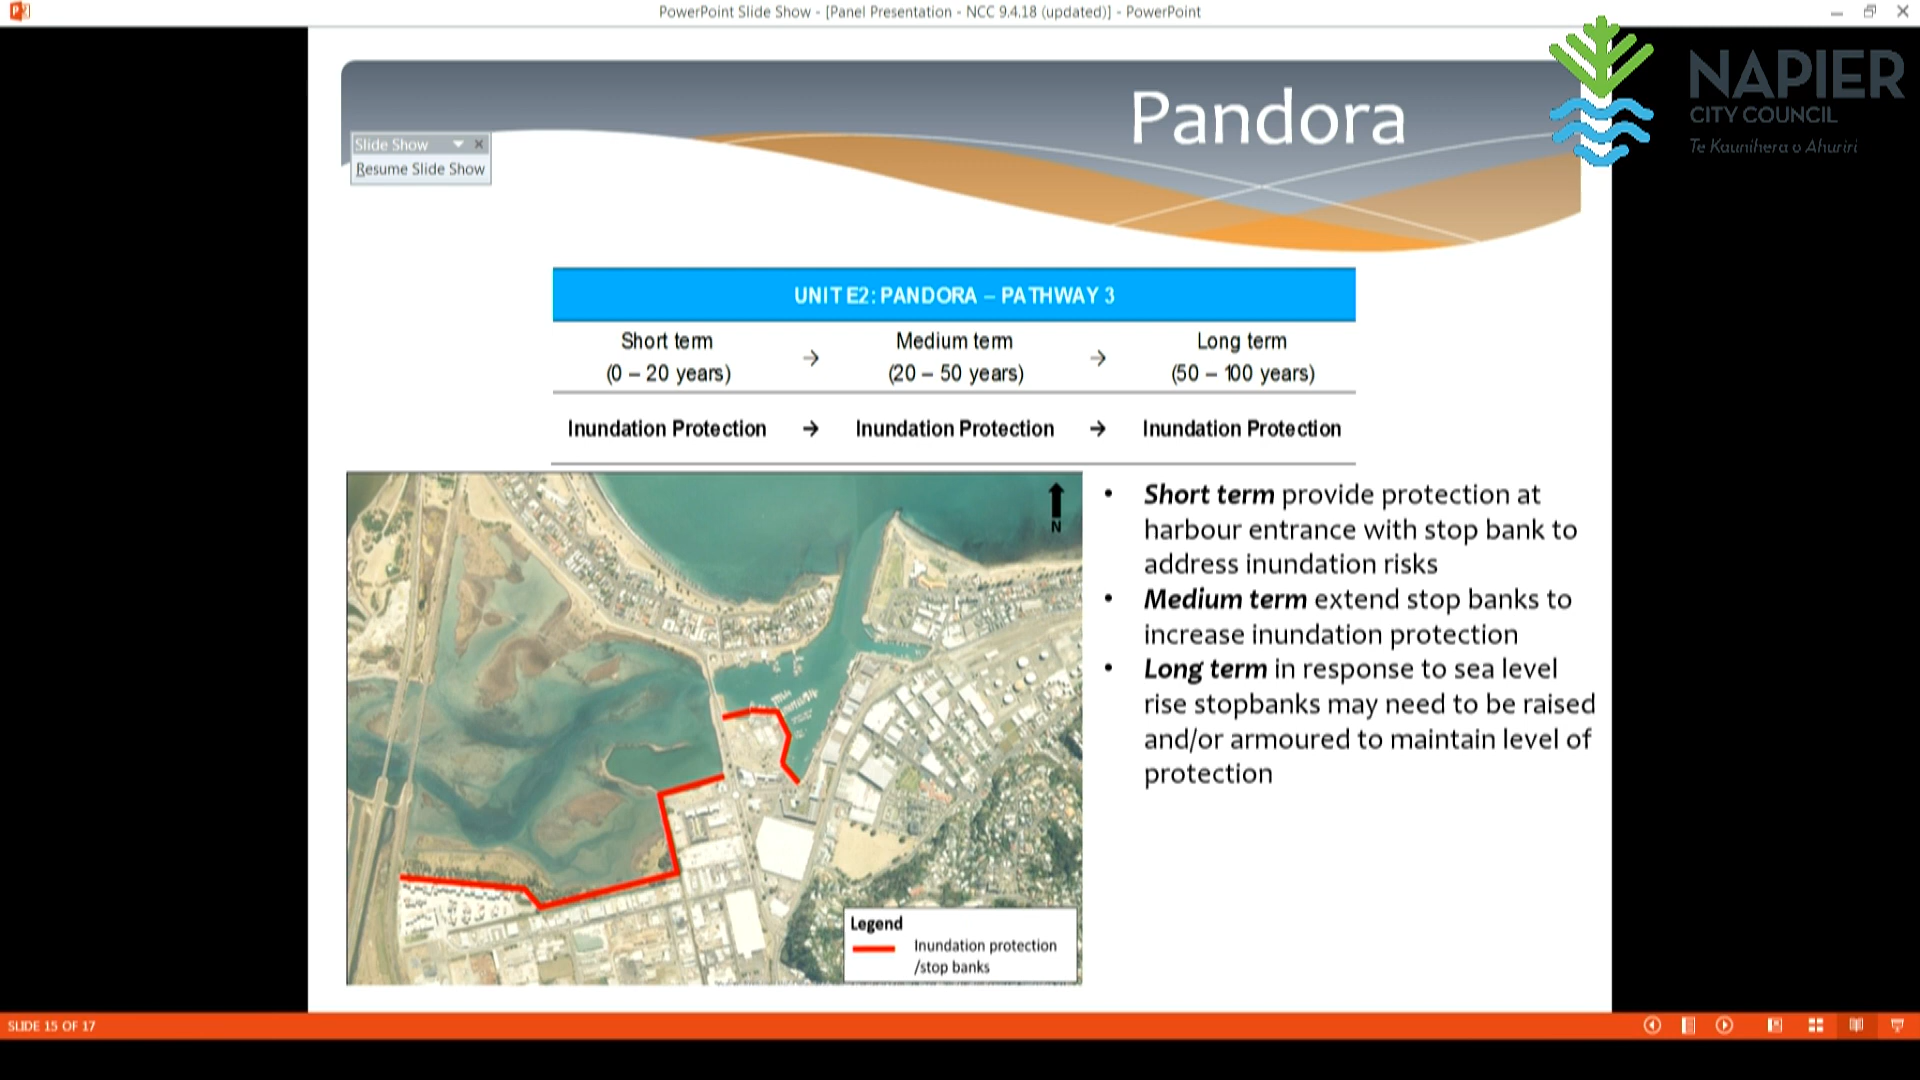 PowerPoint Slide Show - [Panel Presentation - NCC 9.4.18 (updated)] - PowerPoint
NAPIER
CITY COUNCIL
Te Kaunihera o Ahuriri
Pandora
Slide Show
Resume Slide Show
UNIT E2: PANDORA – PATHWAY 3
Short term → Medium term → Long term
(0 – 20 years) (20 – 50 years) (50 – 100 years)
Inundation Protection → Inundation Protection → Inundation Protection
N
• Short term provide protection at
harbour entrance with stop bank to
address inundation risks
• Medium term extend stop banks to
increase inundation protection
• Long term in response to sea level
rise stopbanks may need to be raised
and/or armoured to maintain level of
protection
Legend
Inundation protection
/stop banks
SLIDE 15 OF 17